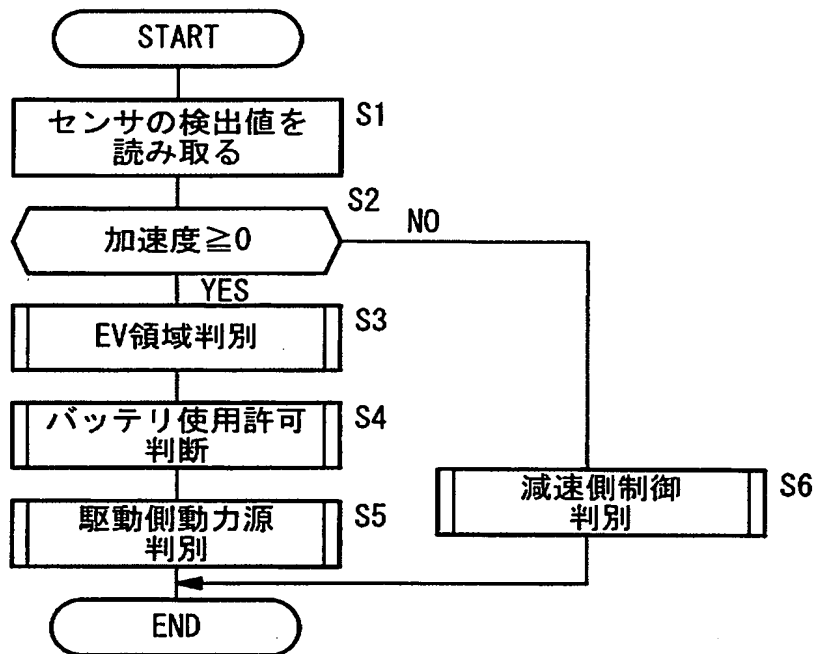 START
センサの検出値を
読み取る
S1
加速度≧0
S2
NO
YES
EV領域判別
S3
バッテリ使用許可
判断
S4
駆動側動力源
判別
S5
減速側制御
判別
S6
END